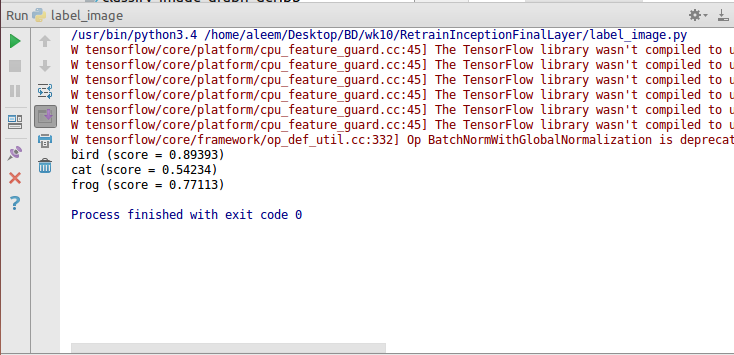 Run label_image
/usr/bin/python3.4 /home/aleem/Desktop/BD/wk10/RetrainInceptionFinalLayer/label_image.py
W tensorflow/core/platform/cpu_feature_guard.cc:45] The TensorFlow library wasn't compiled to u
W tensorflow/core/platform/cpu_feature_guard.cc:45] The TensorFlow library wasn't compiled to u
W tensorflow/core/platform/cpu_feature_guard.cc:45] The TensorFlow library wasn't compiled to u
W tensorflow/core/platform/cpu_feature_guard.cc:45] The TensorFlow library wasn't compiled to u
W tensorflow/core/platform/cpu_feature_guard.cc:45] The TensorFlow library wasn't compiled to u
W tensorflow/core/platform/cpu_feature_guard.cc:45] The TensorFlow library wasn't compiled to u
W tensorflow/core/framework/op_def_util.cc:332] Op BatchNormWithGlobalNormalization is deprecat
bird (score = 0.89393)
cat (score = 0.54234)
frog (score = 0.77113)
Process finished with exit code 0